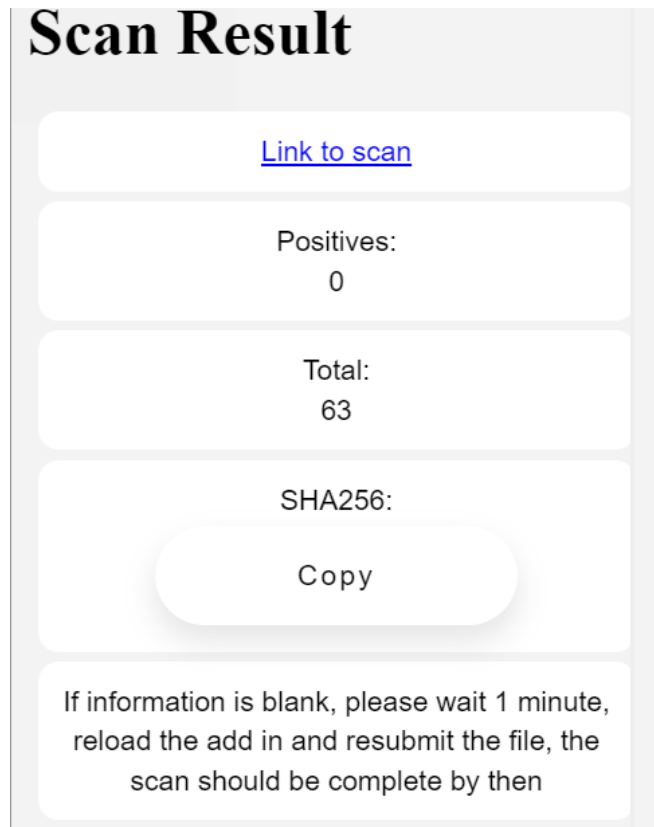 Scan Result
Link to scan
Positives:
0
Total:
63
SHA256:
Copy
If information is blank, please wait 1 minute,
reload the add in and resubmit the file, the
scan should be complete by then